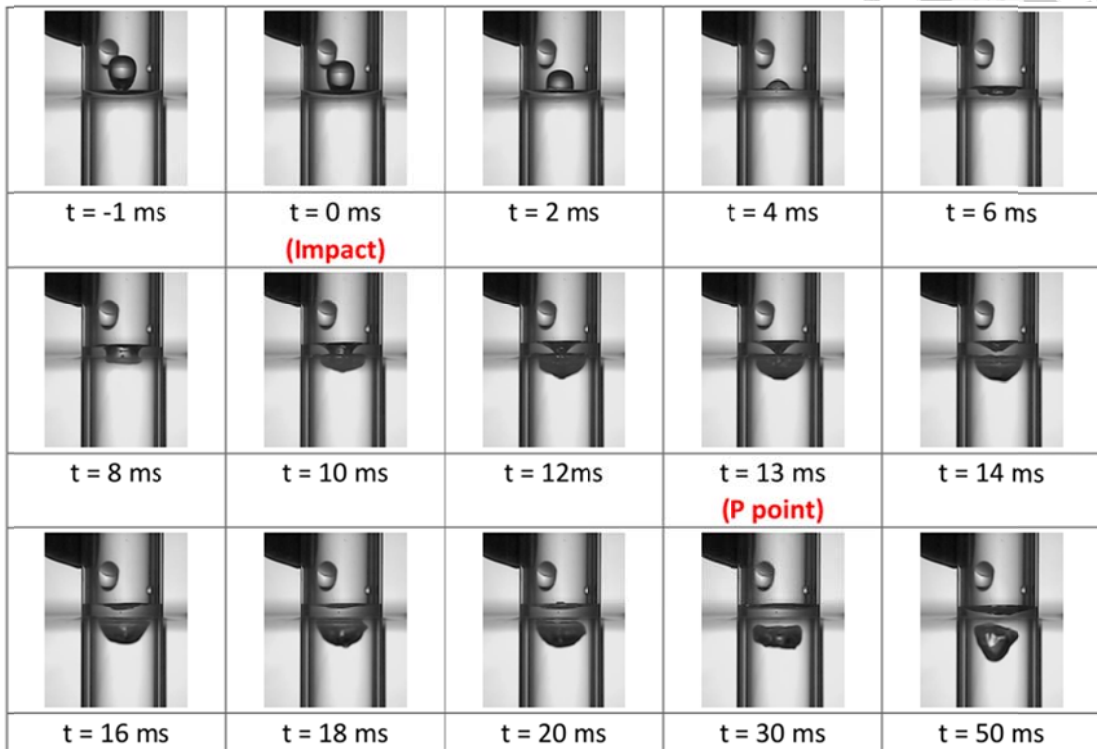 t = -1 ms
t = 0 ms
(Impact)
t = 2 ms
t = 4 ms
t = 6 ms
t = 8 ms
t = 10 ms
t = 12ms
t = 13 ms
(P point)
t = 14 ms
t = 16 ms
t = 18 ms
t = 20 ms
t = 30 ms
t = 50 ms